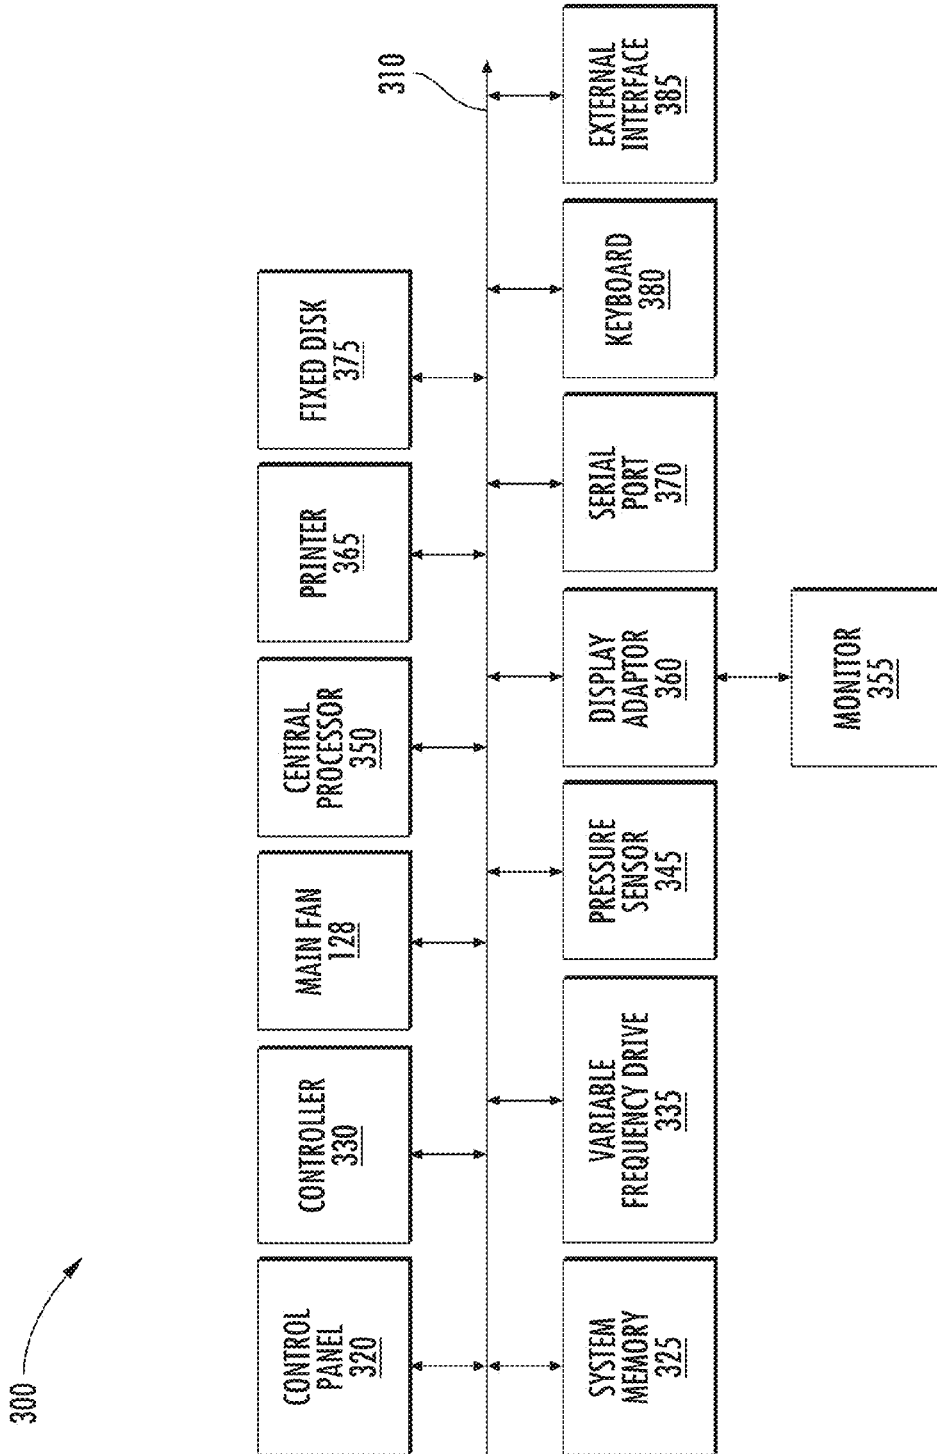 300
310
CONTROL
PANEL
320
CONTROLLER
330
MAIN FAN
128
CENTRAL
PROCESSOR
350
PRINTER
365
FIXED DISK
375
SYSTEM
MEMORY
325
VARIABLE
FREQUENCY DRIVE
335
PRESSURE
SENSOR
345
DISPLAY
ADAPTOR
360
SERIAL
PORT
370
KEYBOARD
380
EXTERNAL
INTERFACE
385
MONITOR
355